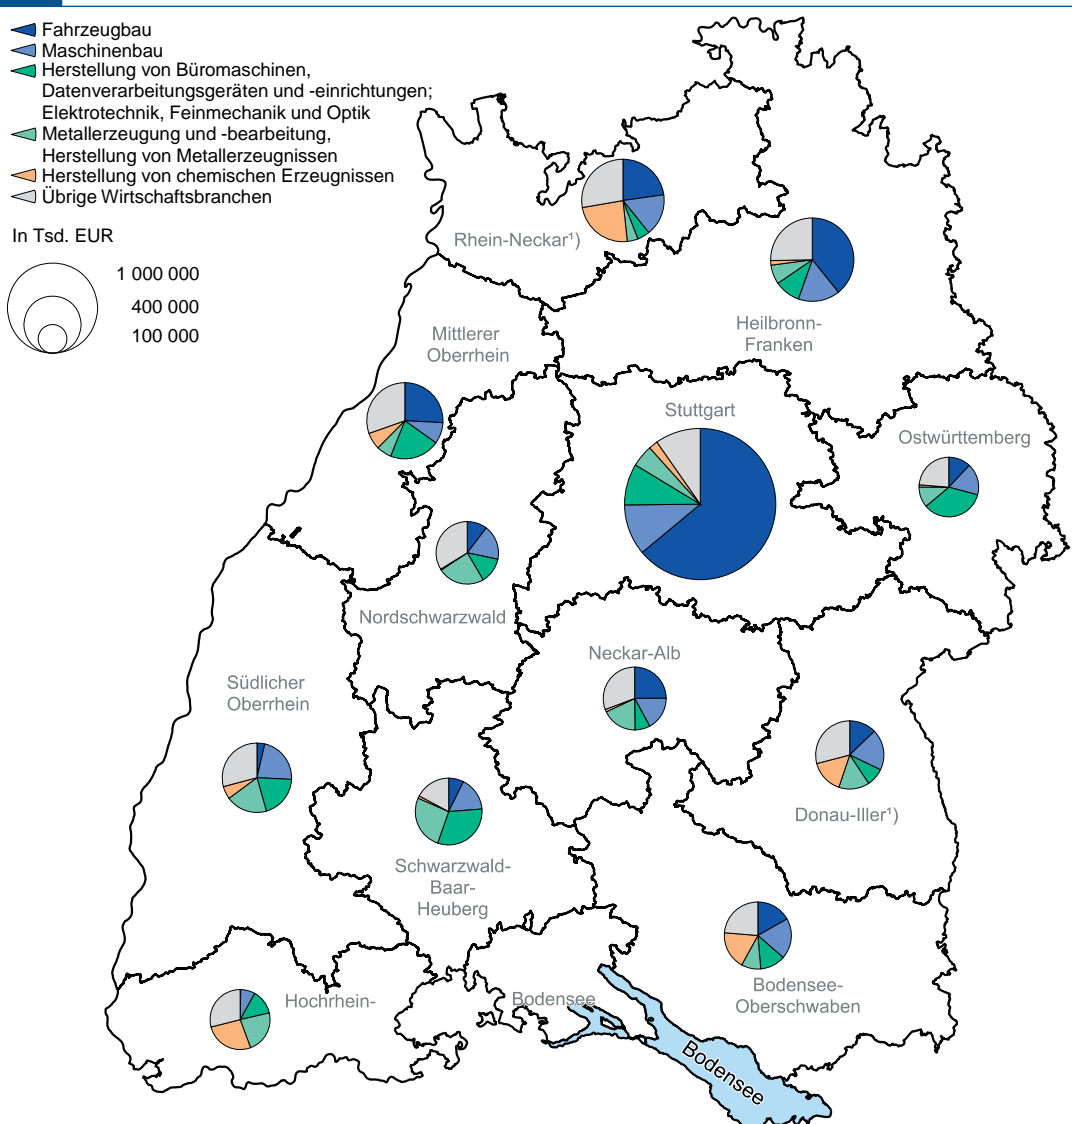 Fahrzeugbau
Maschinenbau
Herstellung von Büromaschinen,
Datenverarbeitungsgeräten und -einrichtungen;
Elektrotechnik, Feinmechanik und Optik
Metallerzeugung und -bearbeitung,
Herstellung von Metallerzeugnissen
Herstellung von chemischen Erzeugnissen
Übrige Wirtschaftsbranchen
In Tsd. EUR
1 000 000
400 000
100 000
Rhein-Neckar¹)
Heilbronn-
Franken
Mittlerer
Oberrhein
Stuttgart
Ostwürttemberg
Nordschwarzwald
Neckar-Alb
Südlicher
Oberrhein
Donau-Iller¹)
Schwarzwald-
Baar-
Heuberg
Bodensee-
Oberschwaben
Hochrhein-
Bodensee
Bodensee